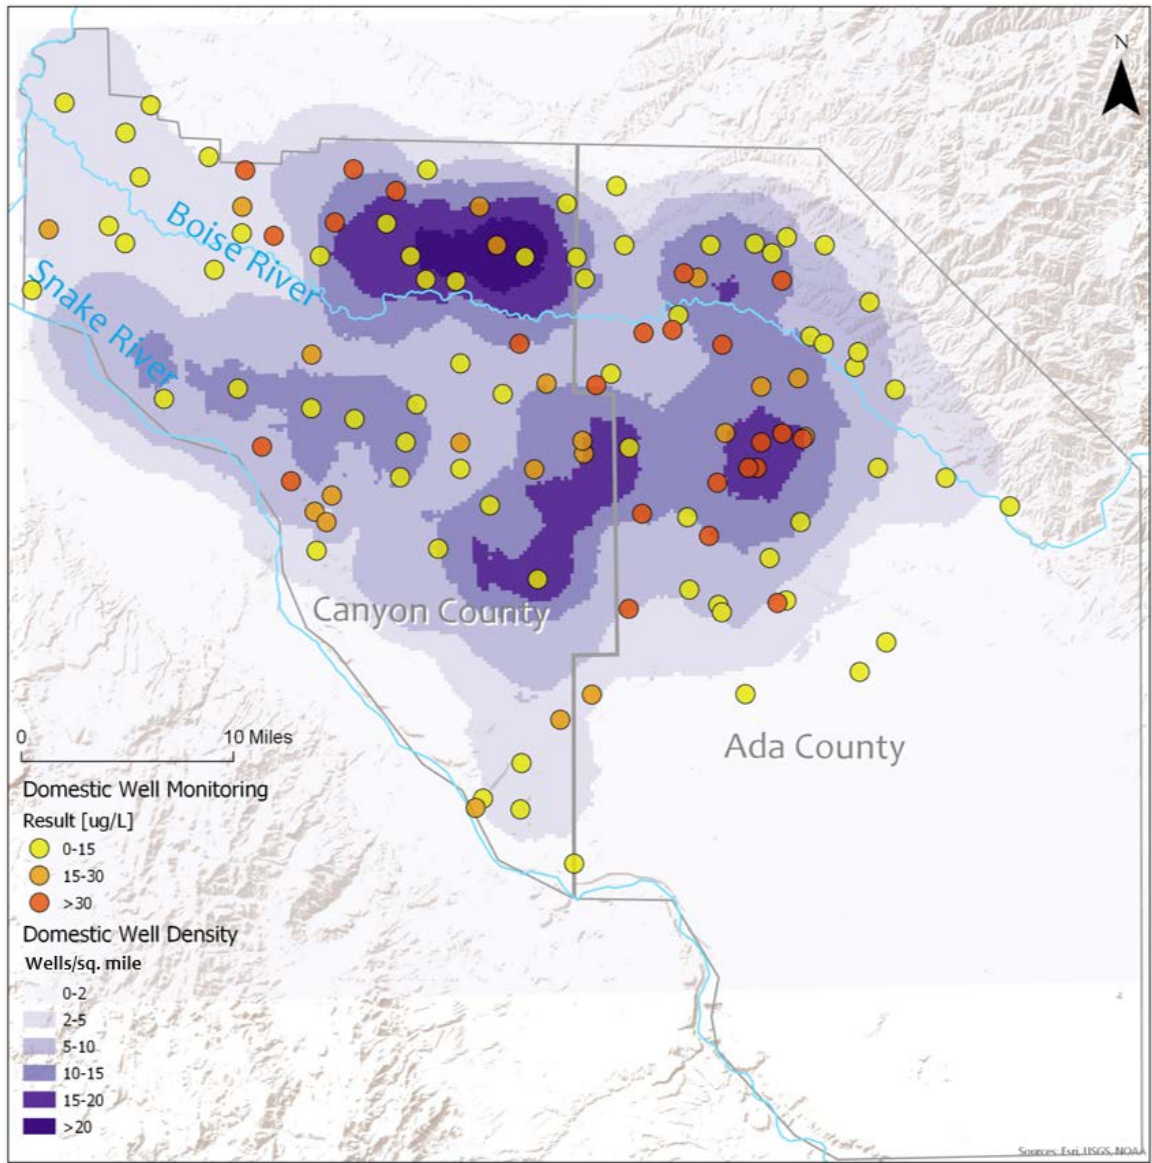 N
Boise River
Snake River
Canyon County
Ada County
0 10 Miles
Domestic Well Monitoring
Result [ug/L]
0-15
15-30
>30
Domestic Well Density
Wells/sq. mile
0-2
2-5
5-10
10-15
15-20
>20
Sources: Esri, USGS, NOAA